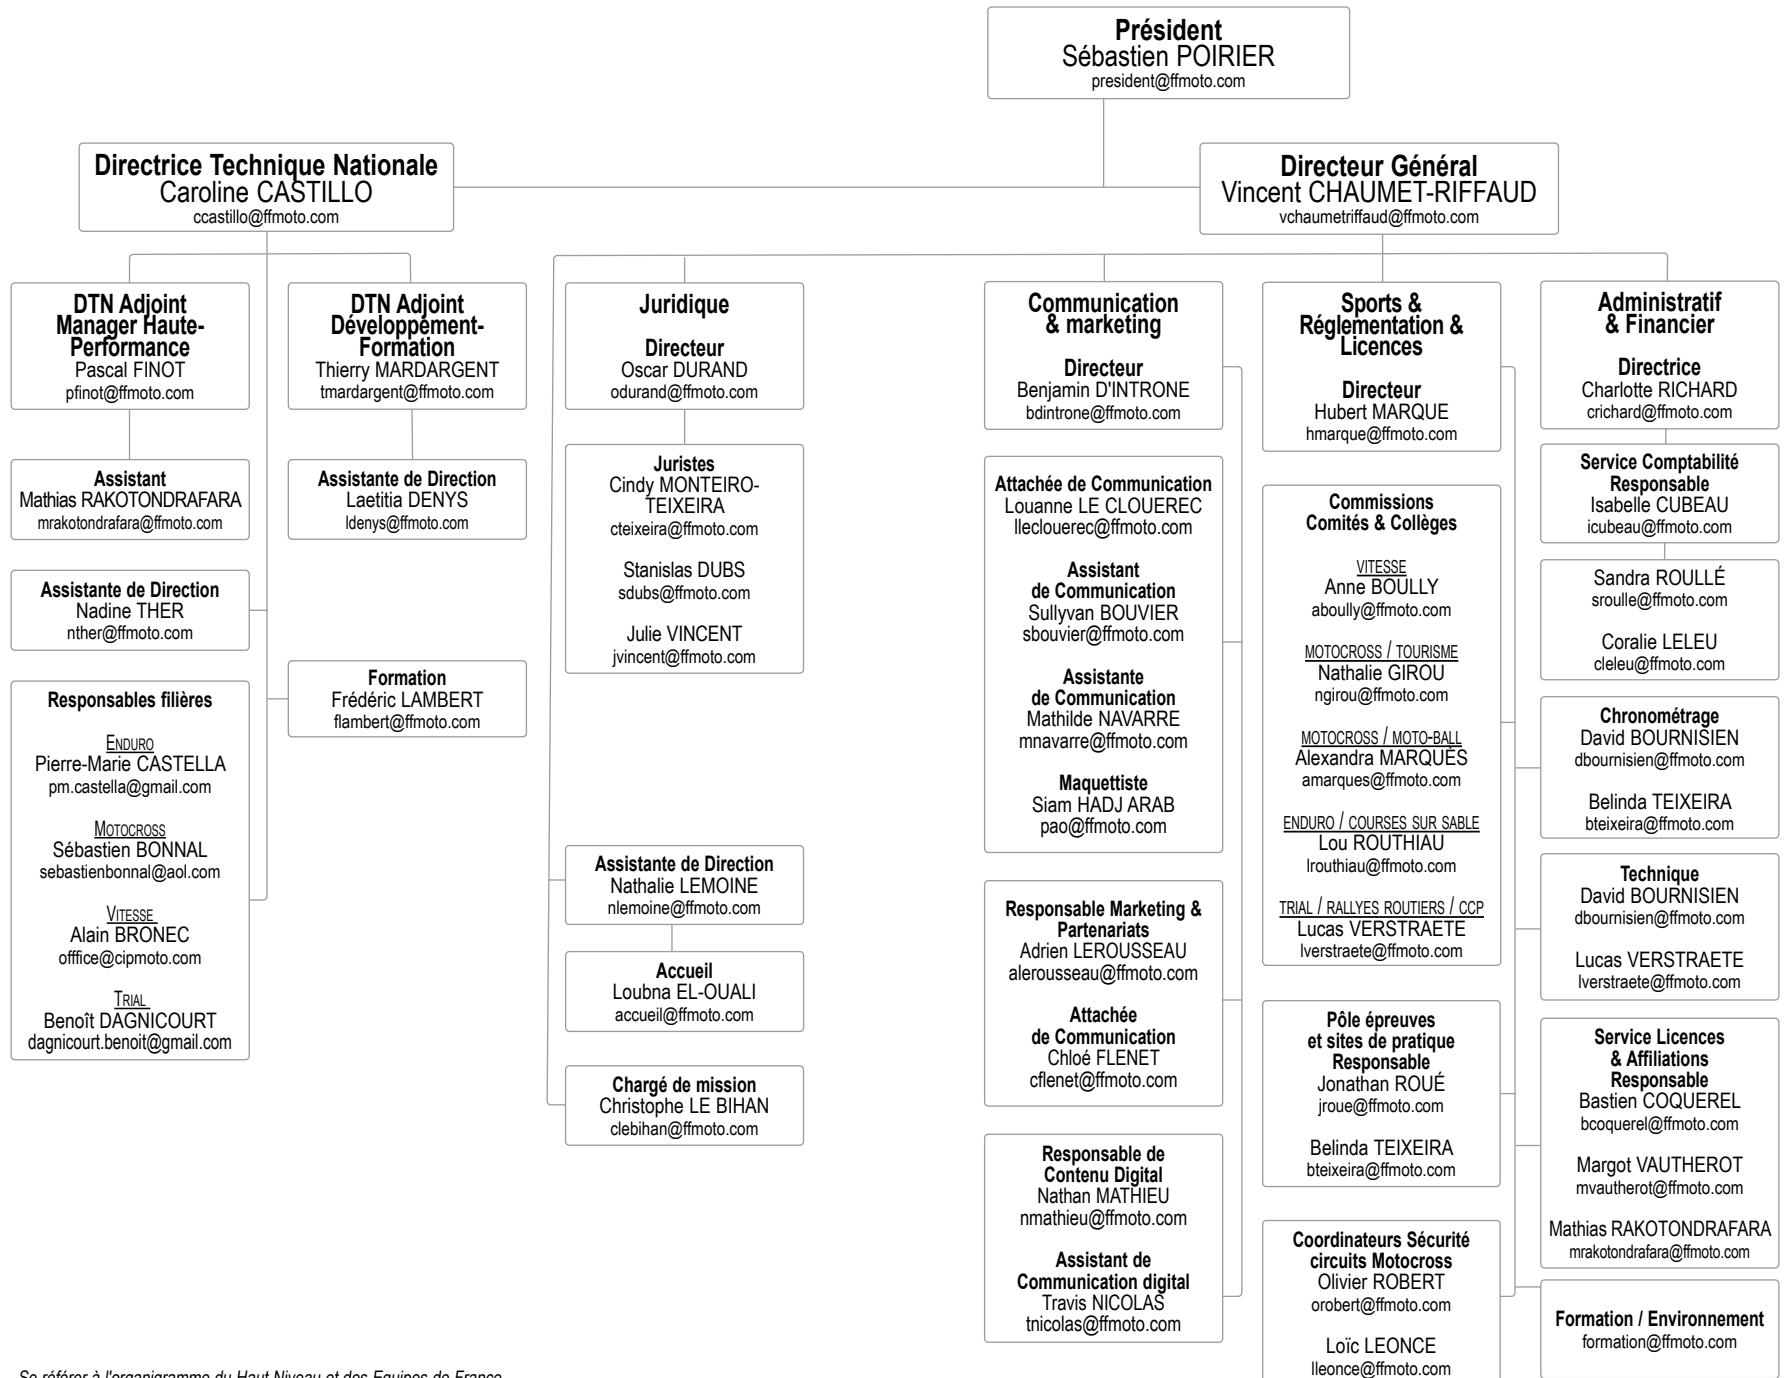 Président
Sébastien POIRIER
president@ffmoto.com
Directrice Technique Nationale
Caroline CASTILLO
ccastillo@ffmoto.com
Directeur Général
Vincent CHAUMET-RIFFAUD
vchaumetriffaud@ffmoto.com
DTN Adjoint
Manager Haute-
Performance
Pascal FINOT
pfinot@ffmoto.com
Assistant
Mathias RAKOTONDRAFARA
mrakotondrafara@ffmoto.com
Assistante de Direction
Nadine THER
nther@ffmoto.com
Responsables filières
ENDURO
Pierre-Marie CASTELLA
pm.castella@gmail.com
MOTOCROSS
Sébastien BONNAL
sebastienbonnal@aol.com
VITESSE
Alain BRONEC
offfice@cipmoto.com
TRIAL
Benoît DAGNICOURT
dagnicourt.benoit@gmail.com
DTN Adjoint
Développement-
Formation
Thierry MARDARGENT
tmardargent@ffmoto.com
Assistante de Direction
Laetitia DENYS
ldenys@ffmoto.com
Formation
Frédéric LAMBERT
flambert@ffmoto.com
Juridique
Directeur
Oscar DURAND
odurand@ffmoto.com
Juristes
Cindy MONTEIRO-
TEIXEIRA
cteixeira@ffmoto.com
Stanislas DUBS
sdubs@ffmoto.com
Julie VINCENT
jvincent@ffmoto.com
Assistante de Direction
Nathalie LEMOINE
nlemoine@ffmoto.com
Accueil
Loubna EL-OUALI
accueil@ffmoto.com
Chargé de mission
Christophe LE BIHAN
clebihan@ffmoto.com
Communication
& marketing
Directeur
Benjamin D'INTRONE
bdintrone@ffmoto.com
Attachée de Communication
Louanne LE CLOUEREC
lleclouerec@ffmoto.com
Assistant
de Communication
Sullyvan BOUVIER
sbouvier@ffmoto.com
Assistante
de Communication
Mathilde NAVARRE
mnavarre@ffmoto.com
Maquettiste
Siam HADJ ARAB
pao@ffmoto.com
Responsable Marketing &
Partenariats
Adrien LEROUSSEAU
alerousseau@ffmoto.com
Attachée
de Communication
Chloé FLENET
cflenet@ffmoto.com
Responsable de
Contenu Digital
Nathan MATHIEU
nmathieu@ffmoto.com
Assistant de
Communication digital
Travis NICOLAS
tnicolas@ffmoto.com
Sports &
Réglementation &
Licences
Directeur
Hubert MARQUE
hmarque@ffmoto.com
Commissions
Comités & Collèges
VITESSE
Anne BOULLY
aboully@ffmoto.com
MOTOCROSS / TOURISME
Nathalie GIROU
ngirou@ffmoto.com
MOTOCROSS / MOTO-BALL
Alexandra MARQUÈS
amarques@ffmoto.com
ENDURO / COURSES SUR SABLE
Lou ROUTHIAU
lrouthiau@ffmoto.com
TRIAL / RALLYES ROUTIERS / CCP
Lucas VERSTRAETE
lverstraete@ffmoto.com
Pôle épreuves
et sites de pratique
Responsable
Jonathan ROUÉ
jroue@ffmoto.com
Belinda TEIXEIRA
bteixeira@ffmoto.com
Coordinateurs Sécurité
circuits Motocross
Olivier ROBERT
orobert@ffmoto.com
Loïc LEONCE
lleonce@ffmoto.com
Administratif
& Financier
Directrice
Charlotte RICHARD
crichard@ffmoto.com
Service Comptabilité
Responsable
Isabelle CUBEAU
icubeau@ffmoto.com
Sandra ROULLÉ
sroulle@ffmoto.com
Coralie LELEU
cleleu@ffmoto.com
Chronométrage
David BOURNISIEN
dbournisien@ffmoto.com
Belinda TEIXEIRA
bteixeira@ffmoto.com
Technique
David BOURNISIEN
dbournisien@ffmoto.com
Lucas VERSTRAETE
lverstraete@ffmoto.com
Service Licences
& Affiliations
Responsable
Bastien COQUEREL
bcoquerel@ffmoto.com
Margot VAUTHEROT
mvautherot@ffmoto.com
Mathias RAKOTONDRAFARA
mrakotondrafara@ffmoto.com
Formation / Environnement
formation@ffmoto.com
Se référer à l'organigramme du Haut Niveau et des Equipes de France